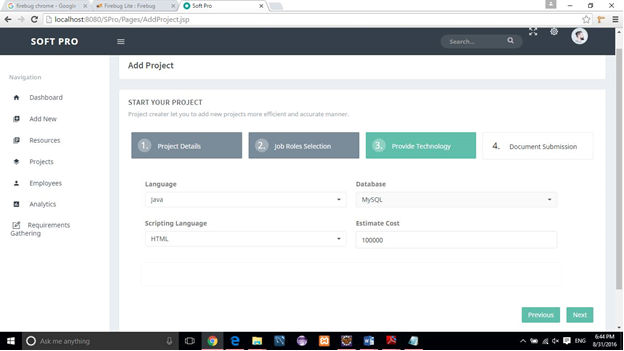 firebug chrome - Google
Firebug Lite : Firebug
Soft Pro
localhost:8080/SPro/Pages/AddProject.jsp
SOFT PRO
Search...
Add Project
Navigation
Dashboard
Add New
Resources
Projects
Employees
Analytics
Requirements
Gathering
START YOUR PROJECT
Project creater let you to add new projects more efficient and accurate manner.
1. Project Details
2. Job Roles Selection
3. Provide Technology
4. Document Submission
Language
Database
Java
MySQL
Scripting Language
Estimate Cost
HTML
100000
Previous
Next
Ask me anything
ENG
6:44 PM
8/31/2016